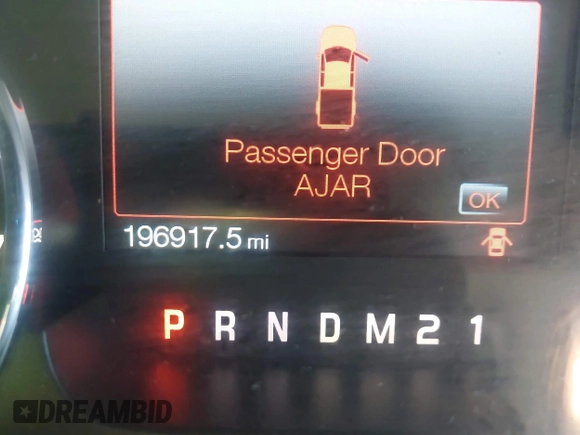 Passenger Door
AJAR
OK
196917.5 mi
P R N D M 2 1
DREAMBID